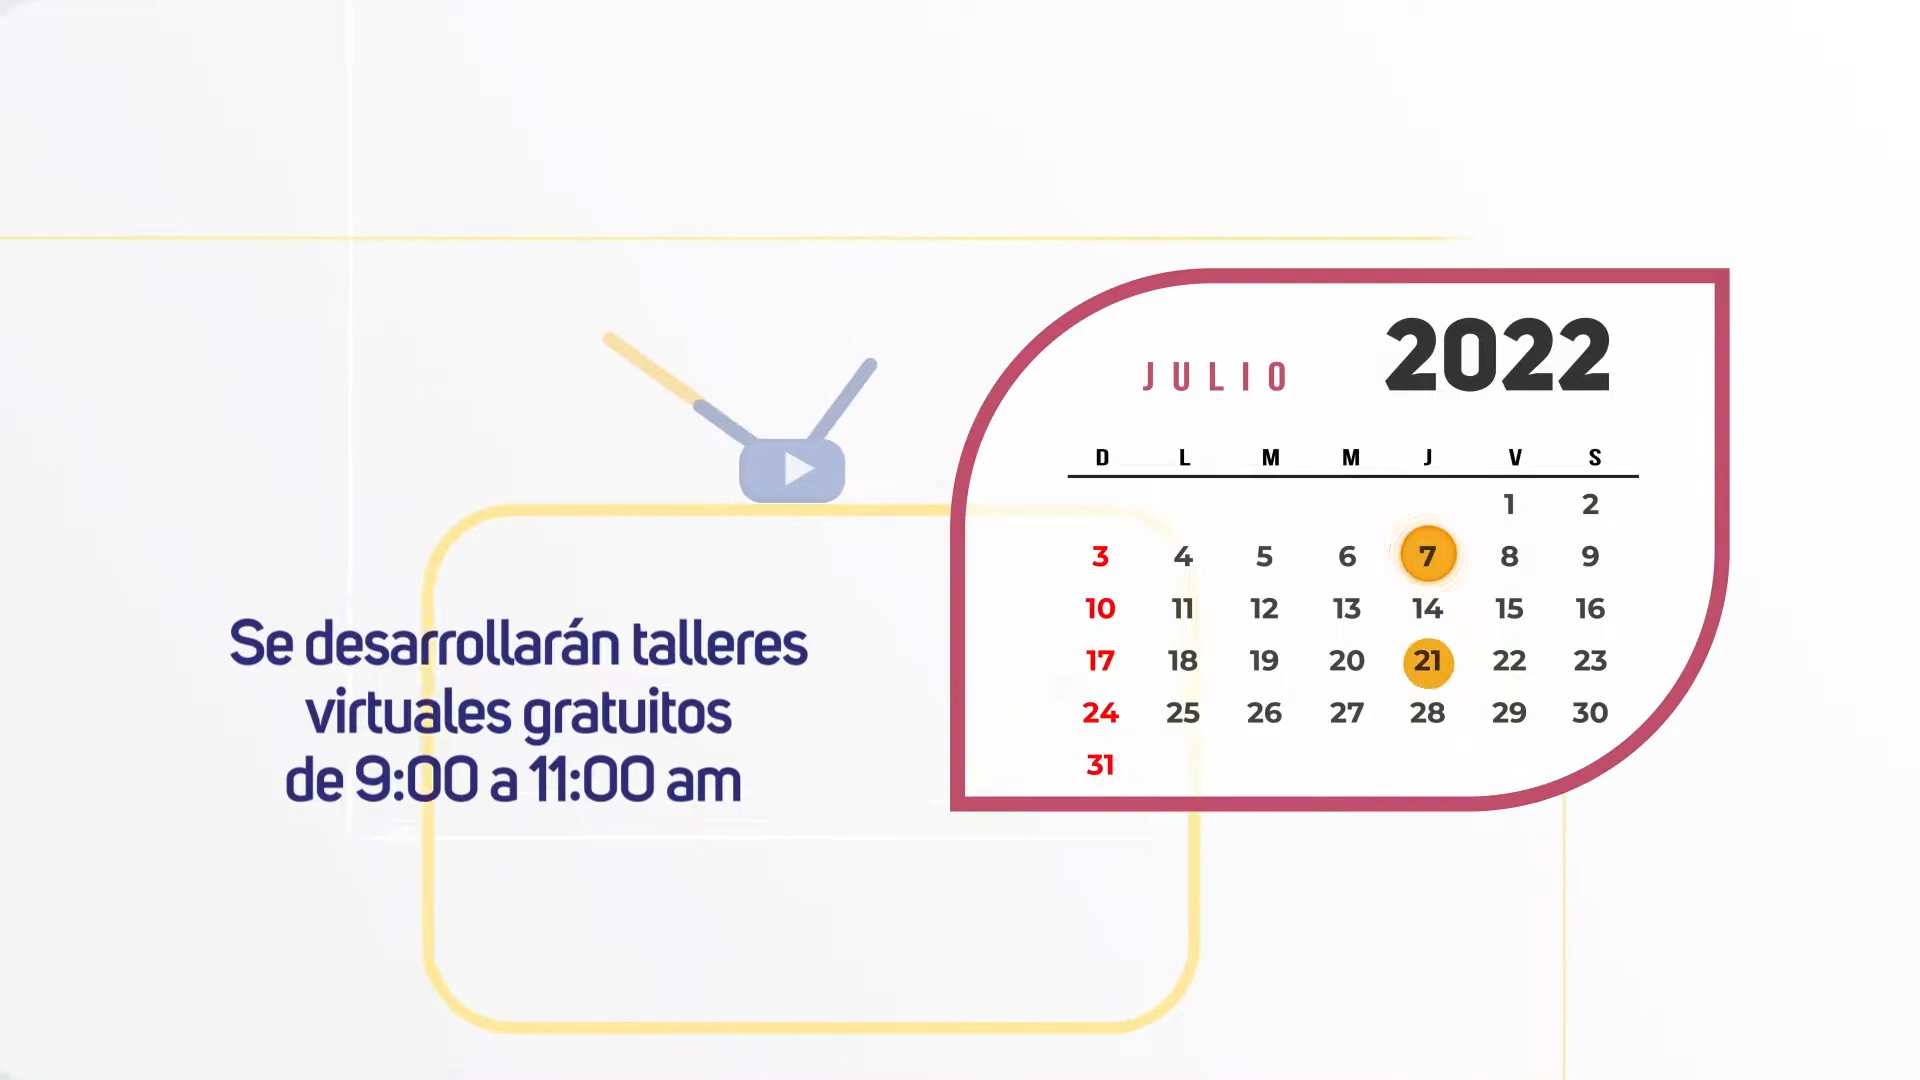 Se desarrollarán talleres
virtuales gratuitos
de 9:00 a 11:00 am
JULIO 2022
D L M M J V S
1 2
3 4 5 6 7 8 9
10 11 12 13 14 15 16
17 18 19 20 21 22 23
24 25 26 27 28 29 30
31